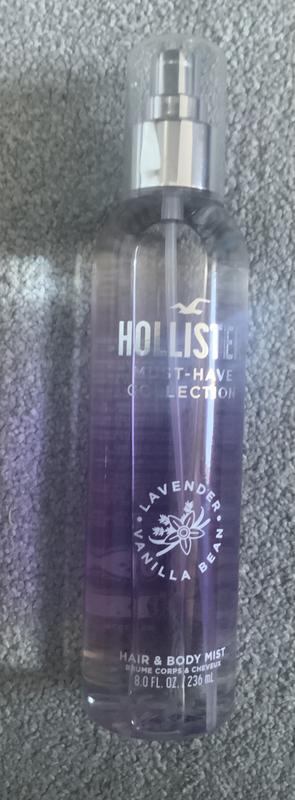 HOLLISTER
MUST-HAVE
COLLECTION
• LAVENDER •
VANILLA BEAN
HAIR & BODY MIST
BRUME CORPS & CHEVEUX
8.0 FL. OZ. / 236 mL